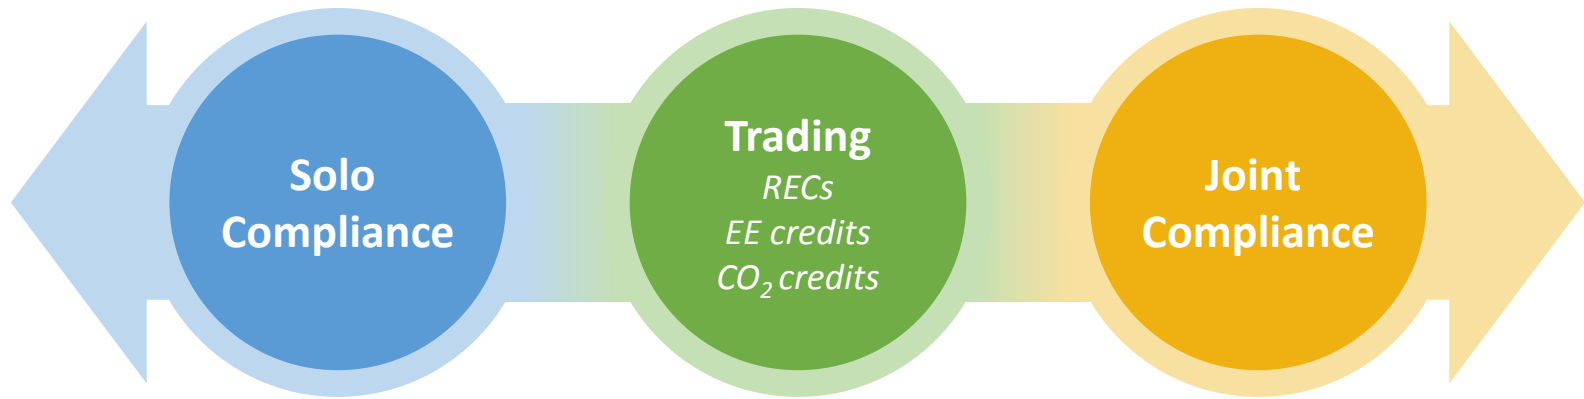 Solo
Compliance
Trading
RECs
EE credits
CO₂ credits
Joint
Compliance